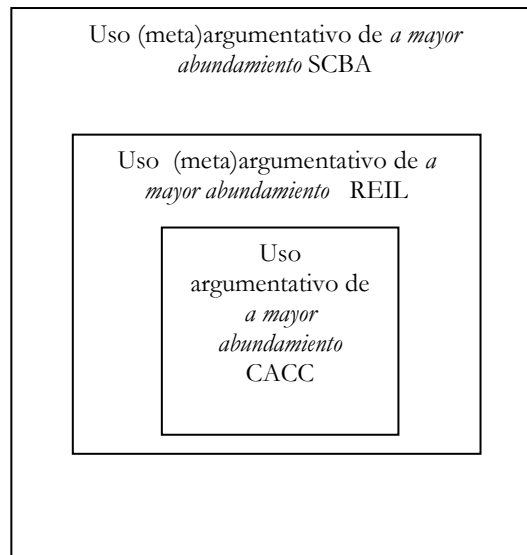 Uso (meta)argumentativo de a mayor
abundamiento SCBA
Uso (meta)argumentativo de a
mayor abundamiento REIL
Uso
argumentativo de
a mayor
abundamiento
CACC